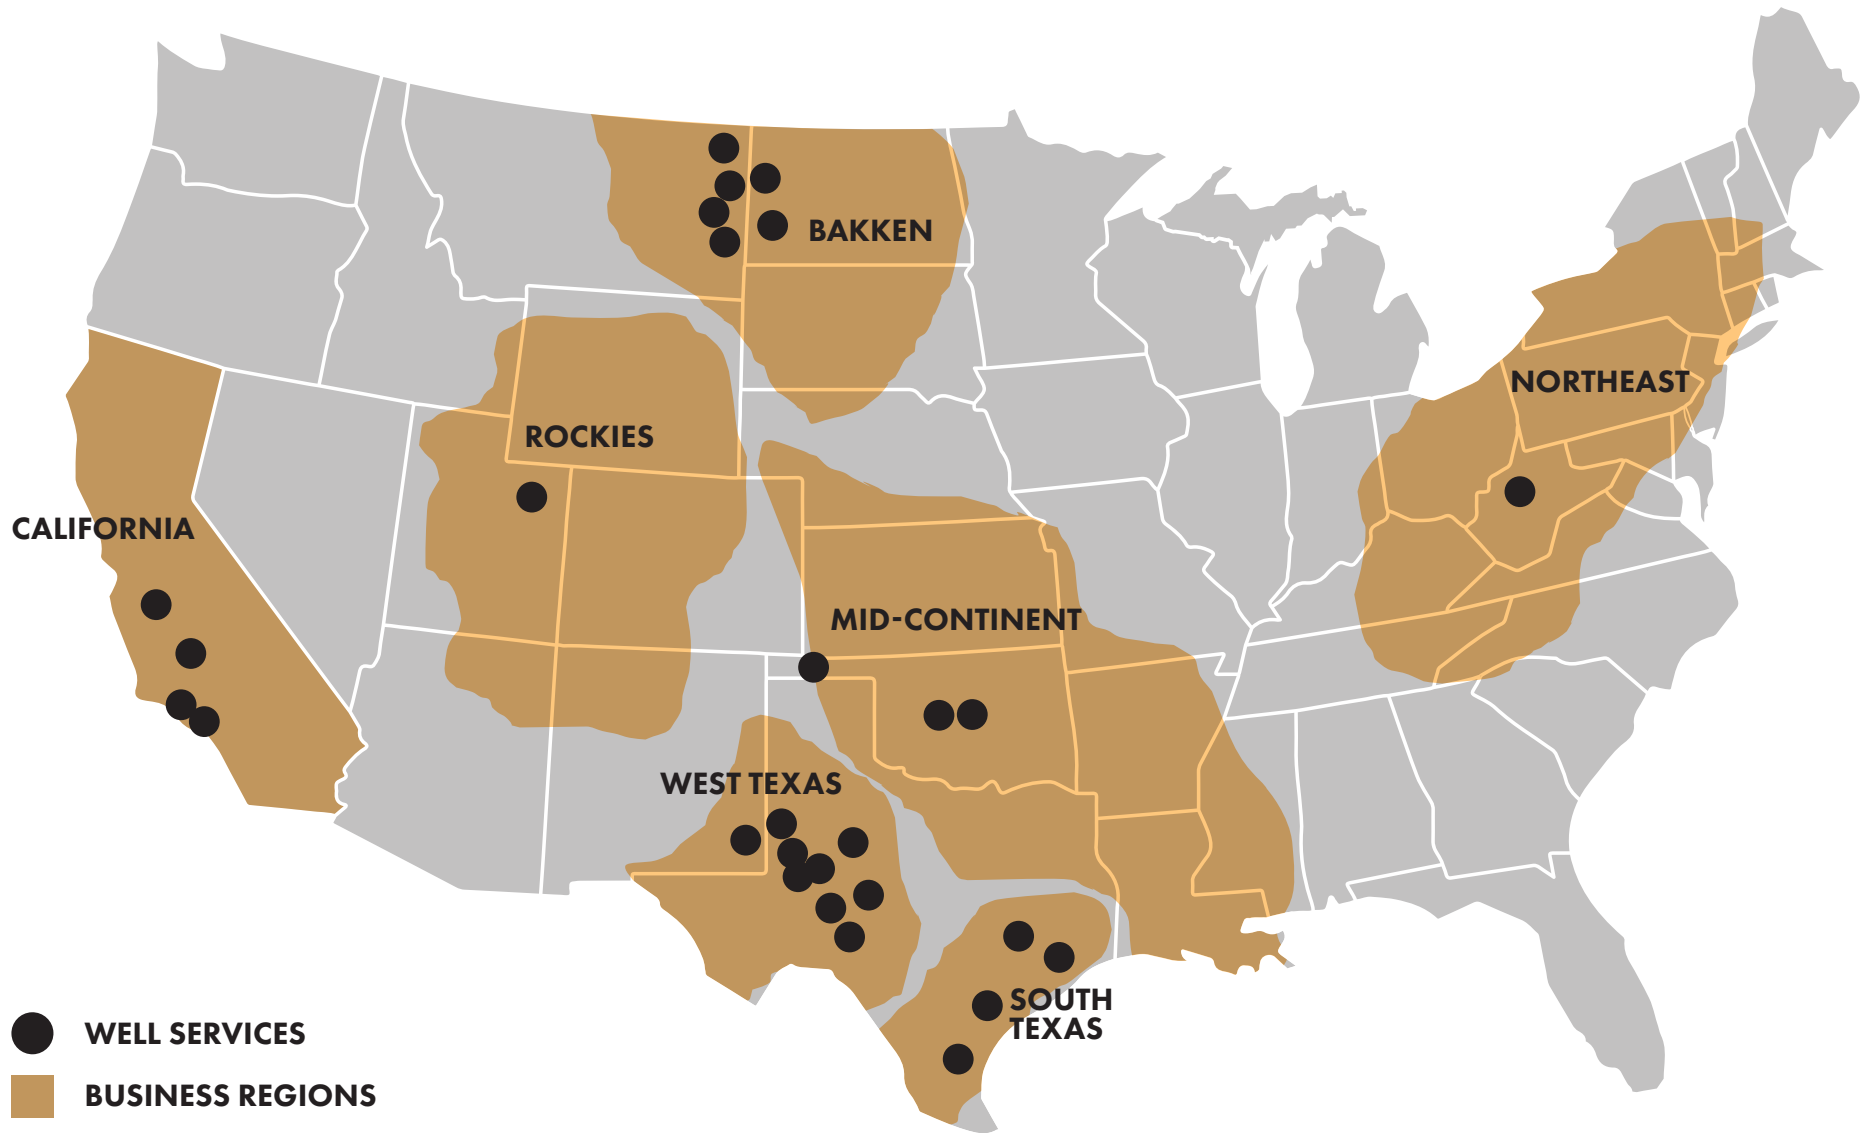 BAKKEN
NORTHEAST
ROCKIES
CALIFORNIA
MID-CONTINENT
WEST TEXAS
SOUTH
TEXAS
WELL SERVICES
BUSINESS REGIONS